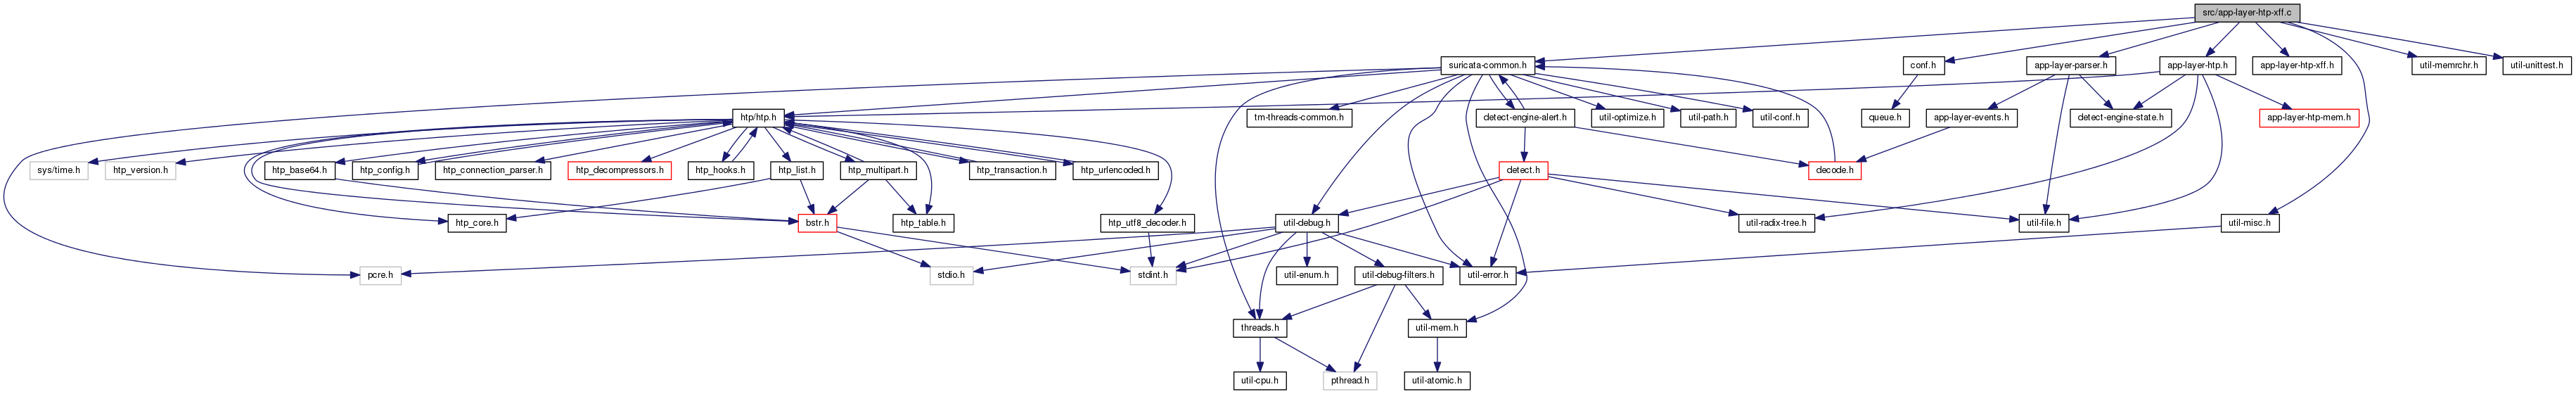 src/app-layer-htp-xff.c
suricata-common.h
conf.h
app-layer-parser.h
app-layer-htp.h
app-layer-htp-xff.h
util-memrchr.h
util-unittest.h
htp/htp.h
tm-threads-common.h
detect-engine-alert.h
util-optimize.h
util-path.h
util-conf.h
queue.h
app-layer-events.h
detect-engine-state.h
app-layer-htp-mem.h
sys/time.h
htp_version.h
htp_base64.h
htp_config.h
htp_connection_parser.h
htp_decompressors.h
htp_hooks.h
htp_list.h
htp_multipart.h
htp_transaction.h
htp_urlencoded.h
detect.h
decode.h
htp_core.h
bstr.h
htp_table.h
htp_utf8_decoder.h
util-debug.h
util-radix-tree.h
util-file.h
util-misc.h
pcre.h
stdio.h
stdint.h
util-enum.h
util-debug-filters.h
util-error.h
threads.h
util-mem.h
util-cpu.h
pthread.h
util-atomic.h